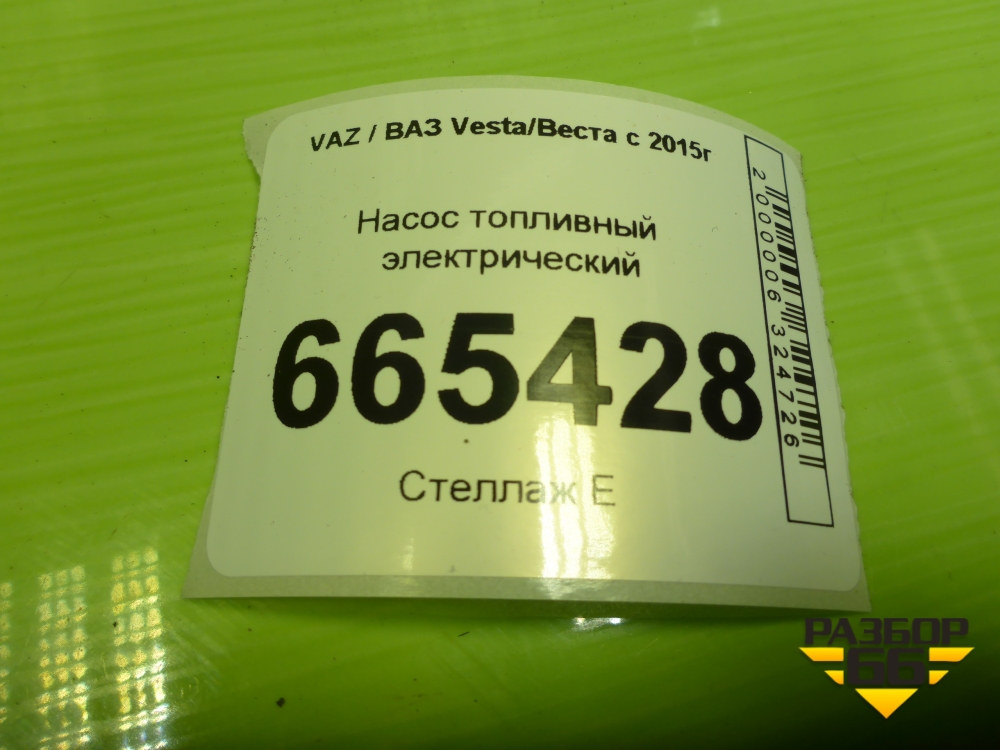 VAZ / ВАЗ Vesta/Веста с 2015г
Насос топливный
электрический
665428
Стеллаж Е
2000006324726
РАЗБОР
66